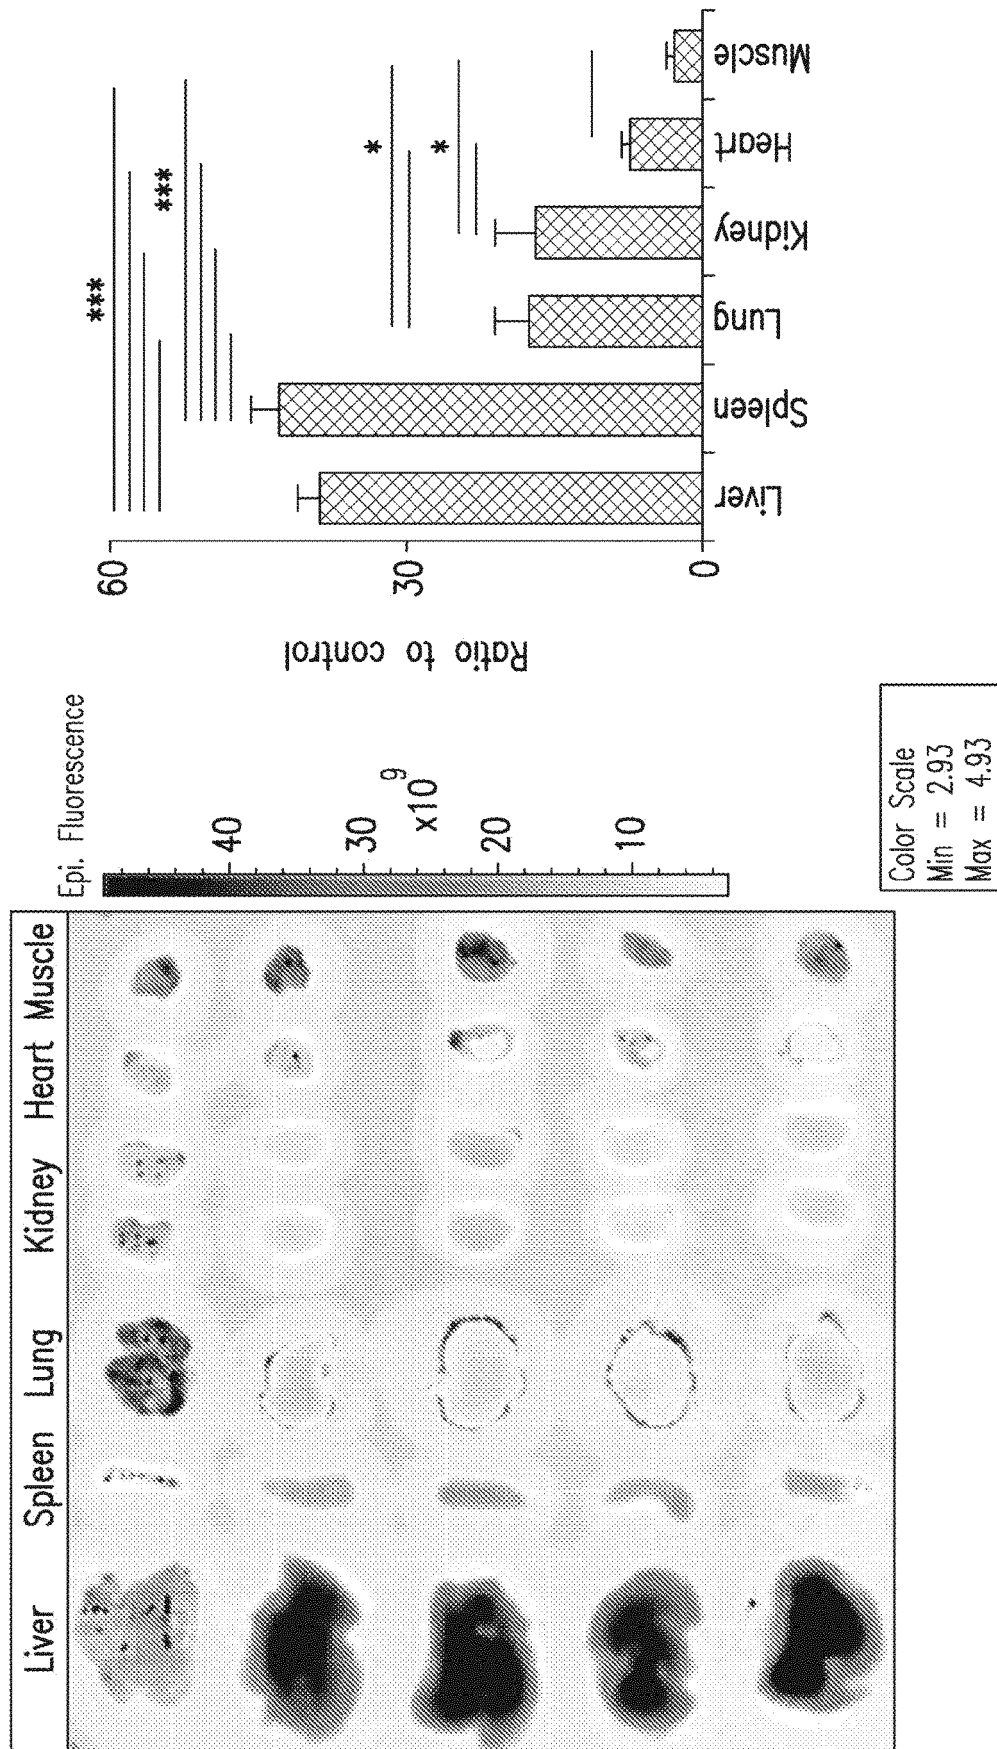 Liver Spleen Lung Kidney Heart Muscle
Epi. Fluorescence
40
30
x10^9
20
10
Color Scale
Min = 2.93
Max = 4.93
Ratio to control
60
30
0
***
***
*
*
Liver
Spleen
Lung
Kidney
Heart
Muscle